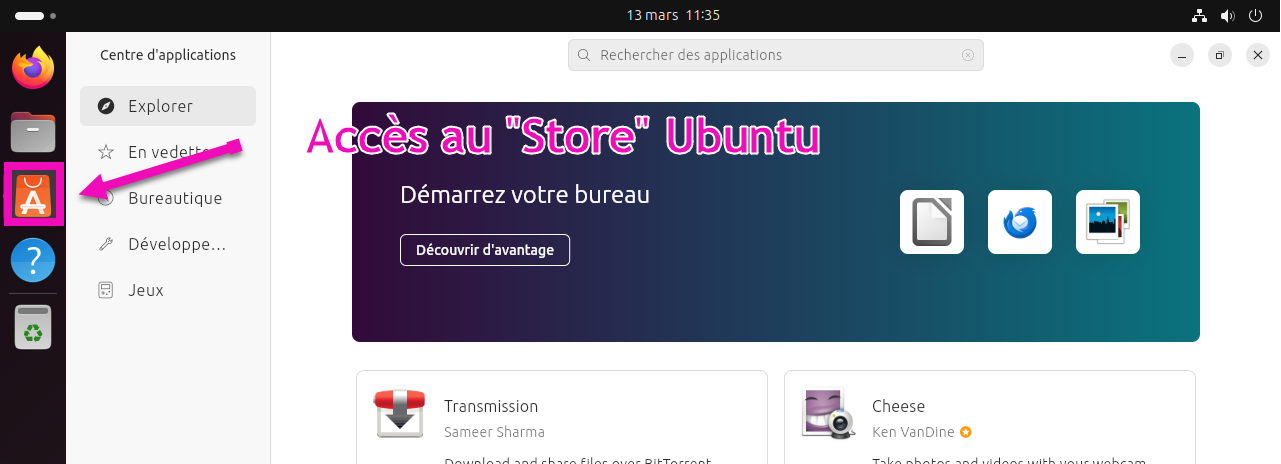 13 mars 11:35
Centre d'applications
Rechercher des applications
Explorer
En vedette
Bureautique
Développe...
Jeux
Accès au "Store" Ubuntu
Démarrez votre bureau
Découvrir d'avantage
Transmission
Sameer Sharma
Download and share files over BitTorrent
Cheese
Ken VanDine
Take photos and videos with your webcam